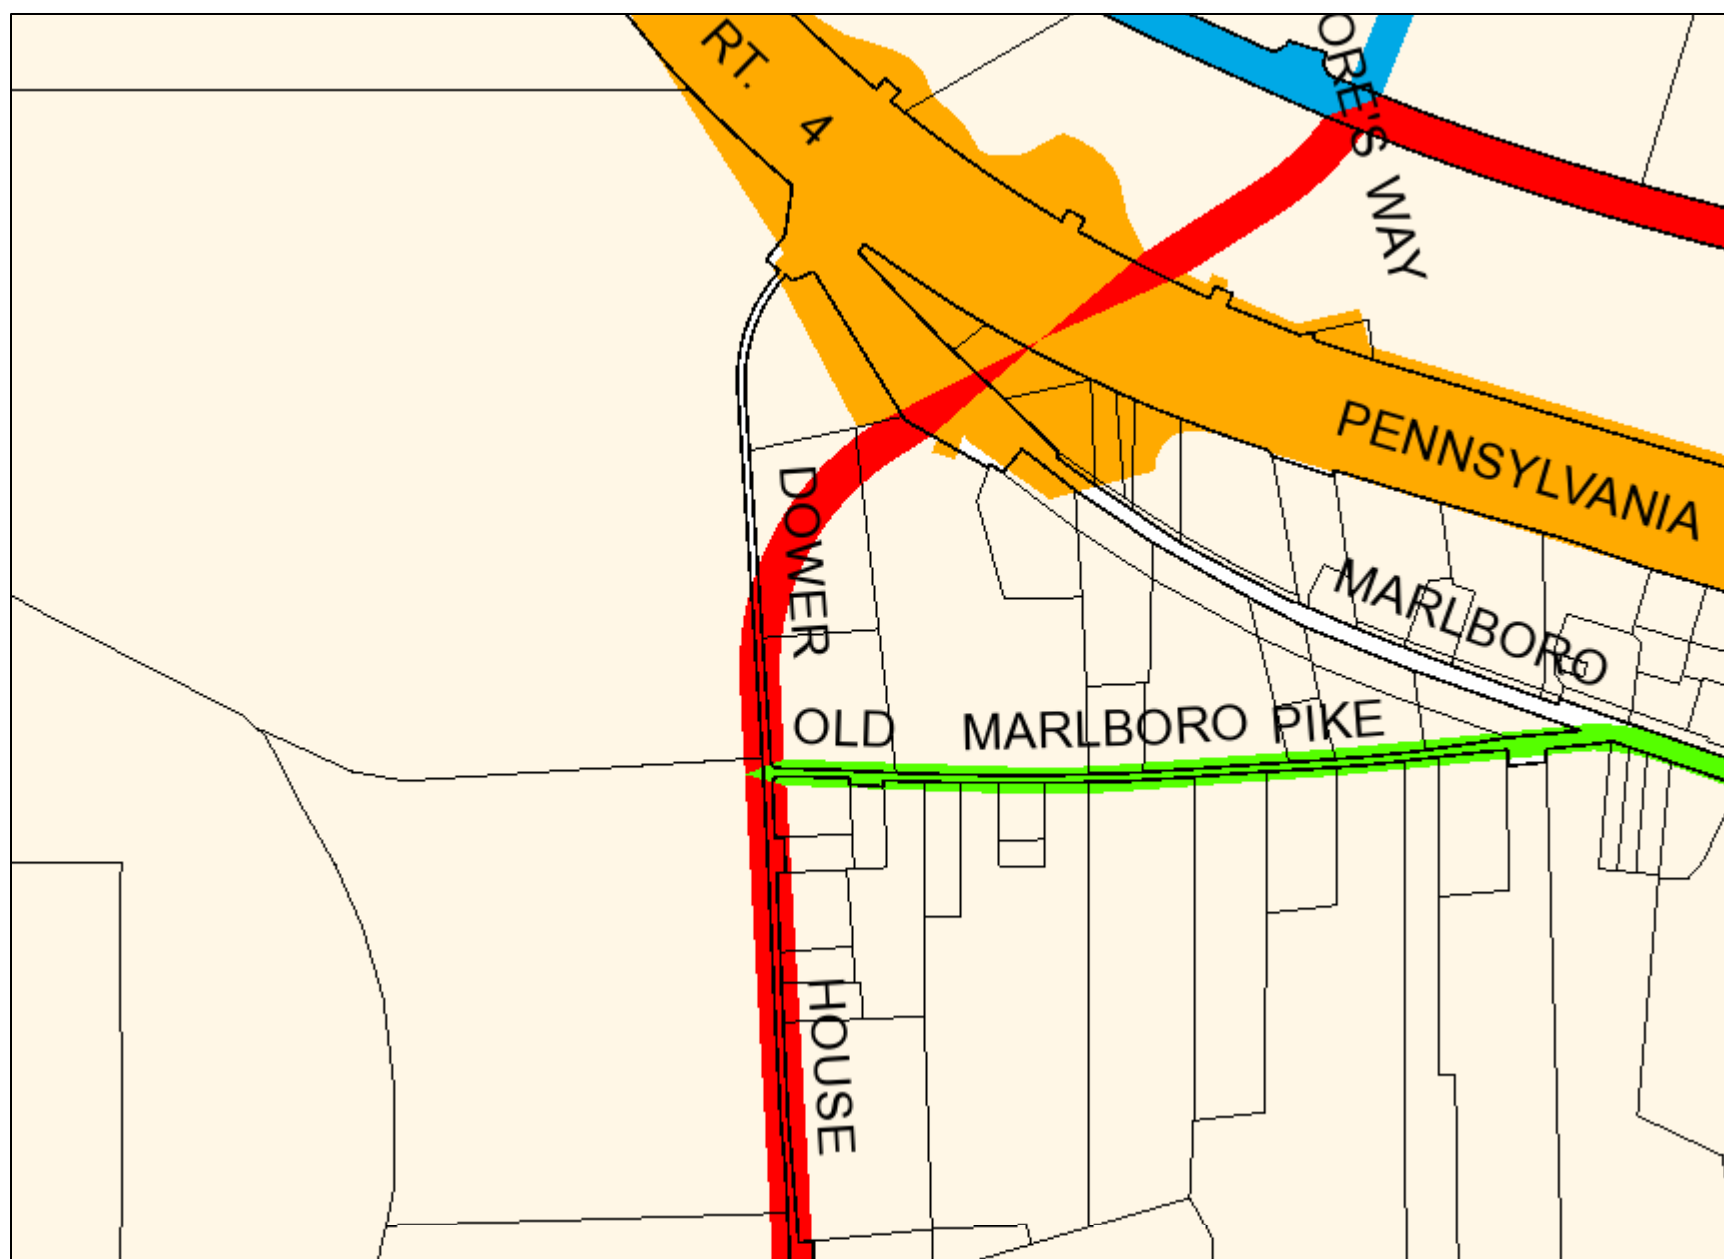 RT. 4
ORE'S WAY
PENNSYLVANIA
MARLBORO
DOWER
OLD MARLBORO PIKE
HOUSE